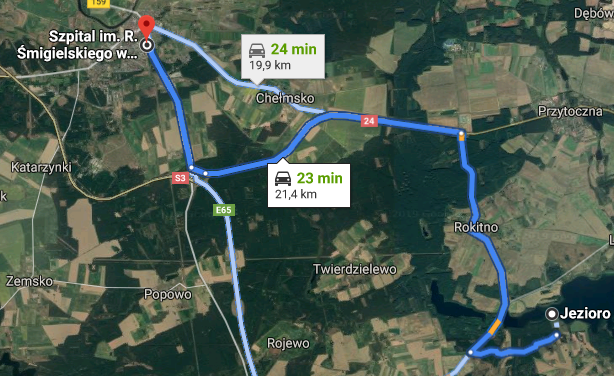 159
Dębów
Szpital im. R.
Śmigielskiego w...
24 min
19,9 km
Chełmsko
24
Przytoczna
Katarzynki
k
S3
23 min
21,4 km
E65
Rokitno
Twierdzielewo
Zemsko
Popowo
Jezioro
Rojewo